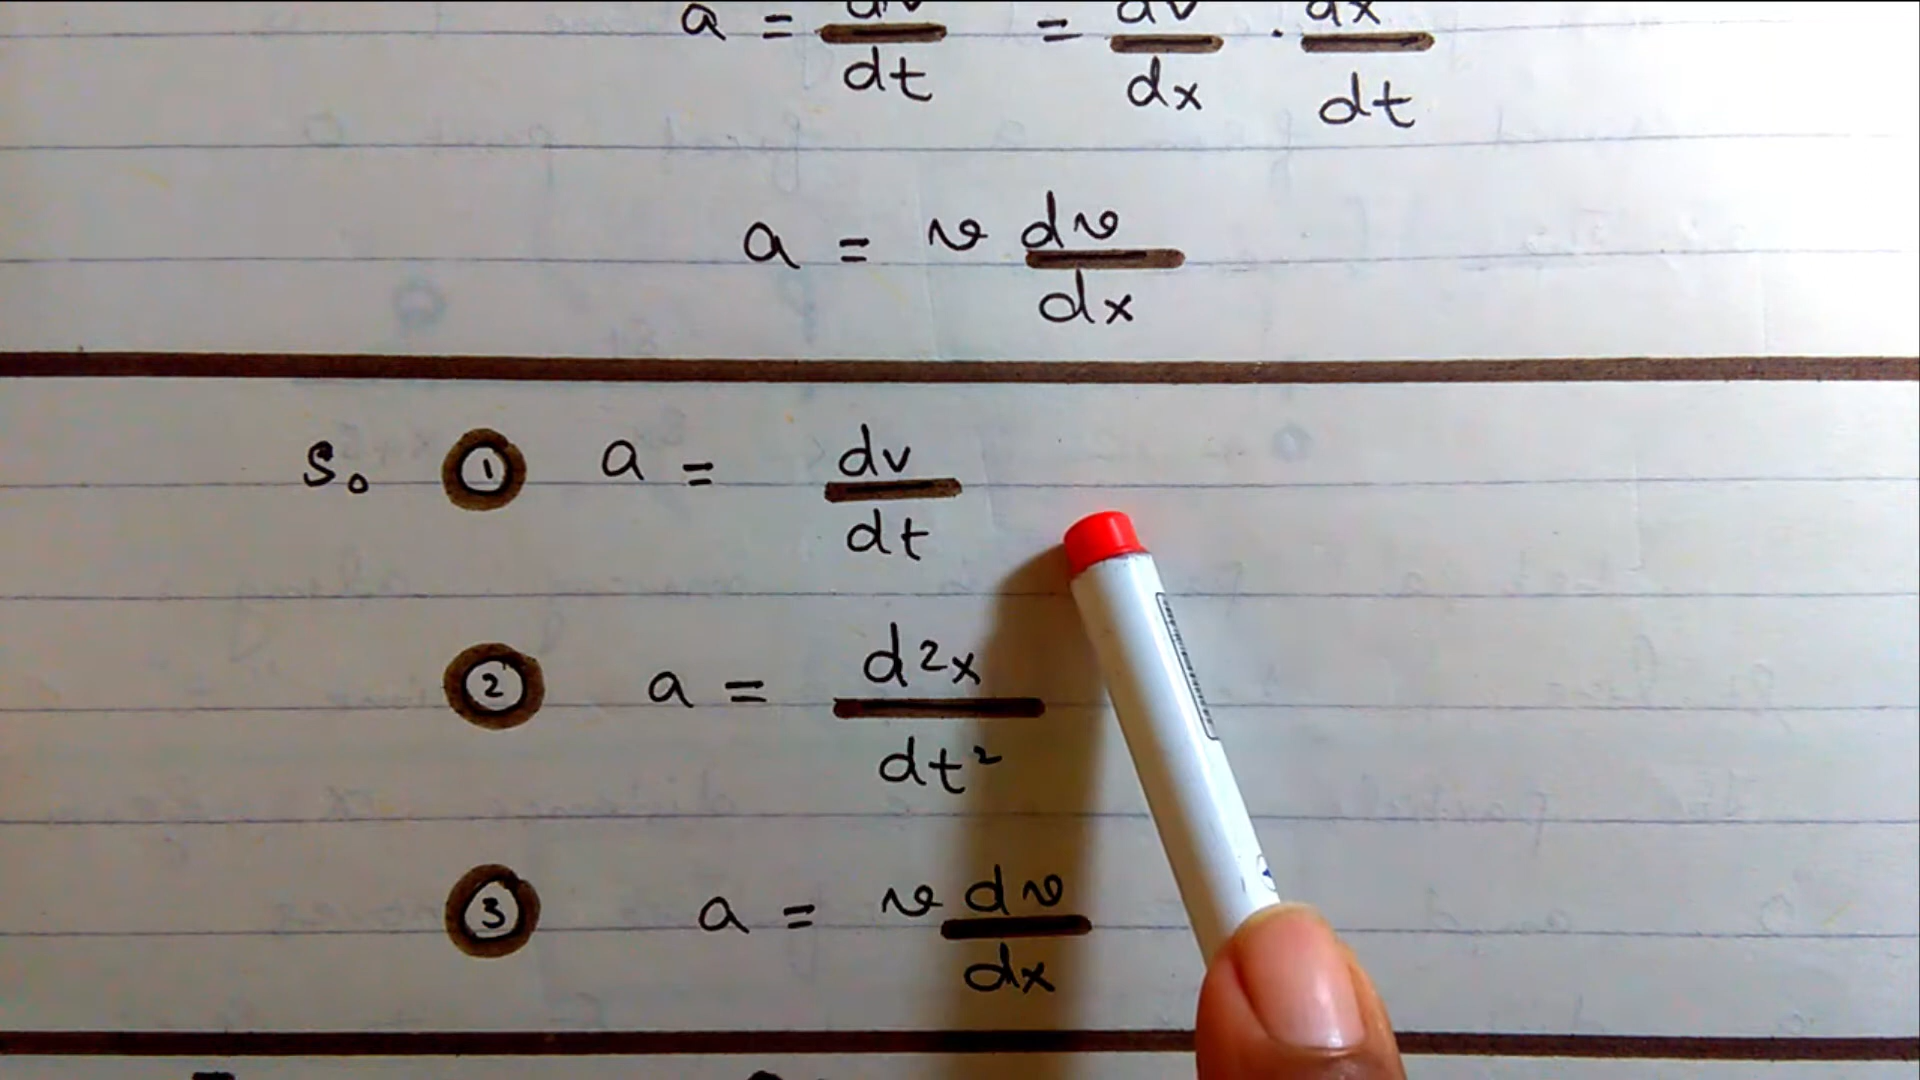 a = dv/dt = dv/dx . dx/dt
a = v dv/dx
So ① a = dv/dt
② a = d²x/dt²
③ a = v dv/dx